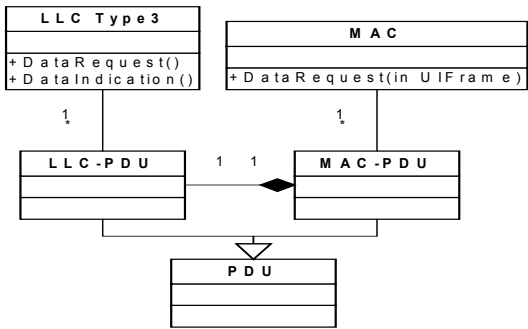 LLC Type3
MAC
+DataRequest()
+DataIndication()
+DataRequest(in UIFrame)
1
*
1
*
LLC-PDU
1
1
MAC-PDU
PDU